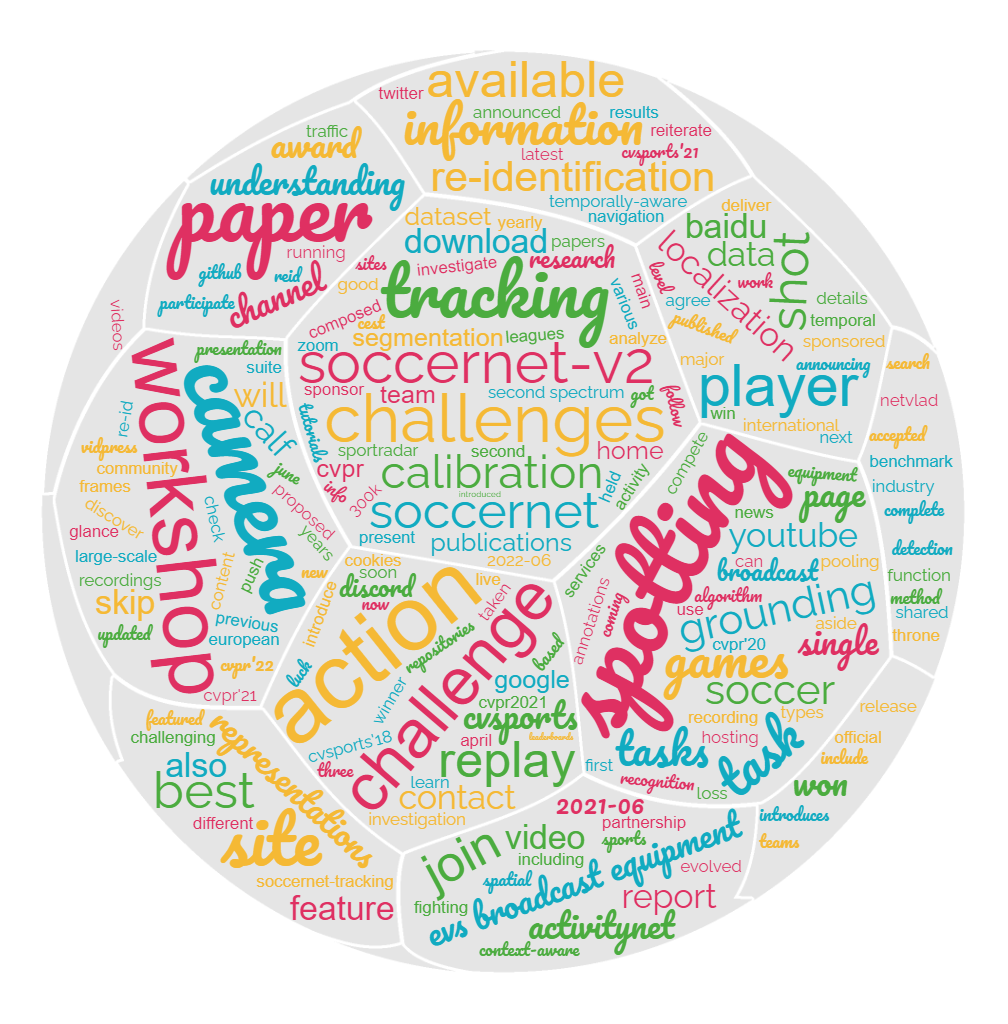 available
twitter
announced
results
information
reiterate
traffic
award
latest
cvsports'21
re-identification
understanding
temporally-aware
deliver
paper
dataset
yearly
navigation
baidu
download
papers
shot
running
sites
investigate
research
localization
data
github
reid
good
tracking
various
main
level
work
participate
channel
composed
cest
agree
details
videos
segmentation
leagues
analyze
published
temporal
presentation
zoom
soccernet-v2
major
announcing
sponsored
search
workshop
camera
suite
will
sponsor
team
second spectrum
got
follow
player
netvlad
re-id
calf
tutorials
challenges
win
international
vidpress
sportradar
second
home
next
accepted
community
june
cvpr
calibration
activity
compete
spotting
benchmark
frames
info
300k
introduced
held
equipment
industry
discover
check
proposed
soccernet
page
complete
glance
years
present
publications
news
youtube
large-scale
push
cookies
2022-06
services
detection
recordings
content
new
soon
live
can
pooling
skip
discord
taken
broadcast
function
previous
introduce
now
action
challenge
annotations
coming
algorithm
method
updated
european
repositories
based
use
grounding
aside
shared
cvpr'20
single
throne
cvpr'22
luck
google
games
cvpr'21
winner
cvpr2021
soccer
featured
cvsports
recording
types
release
challenging
representations
cvsports'18
april
leaderboards
hosting
official
also
three
replay
first
tasks
task
include
best
learn
recognition
loss
won
contact
different
investigation
2021-06
introduces
site
partnership
join
video
sports
teams
including
evs broadcast equipment
soccernet-tracking
spatial
evolved
feature
fighting
report
activitynet
context-aware